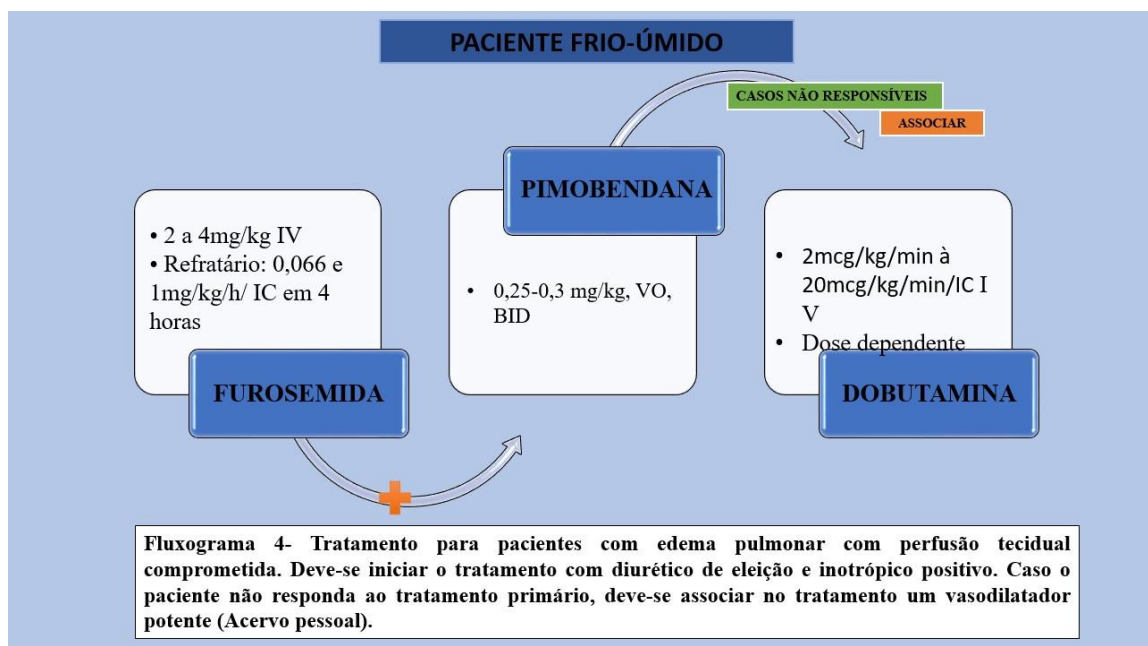 PACIENTE FRIO-ÚMIDO
CASOS NÃO RESPONSÍVEIS
ASSOCIAR
PIMOBENDANA
• 2 a 4mg/kg IV
• Refratário: 0,066 e
1mg/kg/h/ IC em 4
horas
FUROSEMIDA
• 0,25-0,3 mg/kg, VO,
BID
• 2mcg/kg/min à
20mcg/kg/min/IC I
V
• Dose dependente
DOBUTAMINA
Fluxograma 4- Tratamento para pacientes com edema pulmonar com perfusão tecidual
comprometida. Deve-se iniciar o tratamento com diurético de eleição e inotrópico positivo. Caso o
paciente não responda ao tratamento primário, deve-se associar no tratamento um vasodilatador
potente (Acervo pessoal).